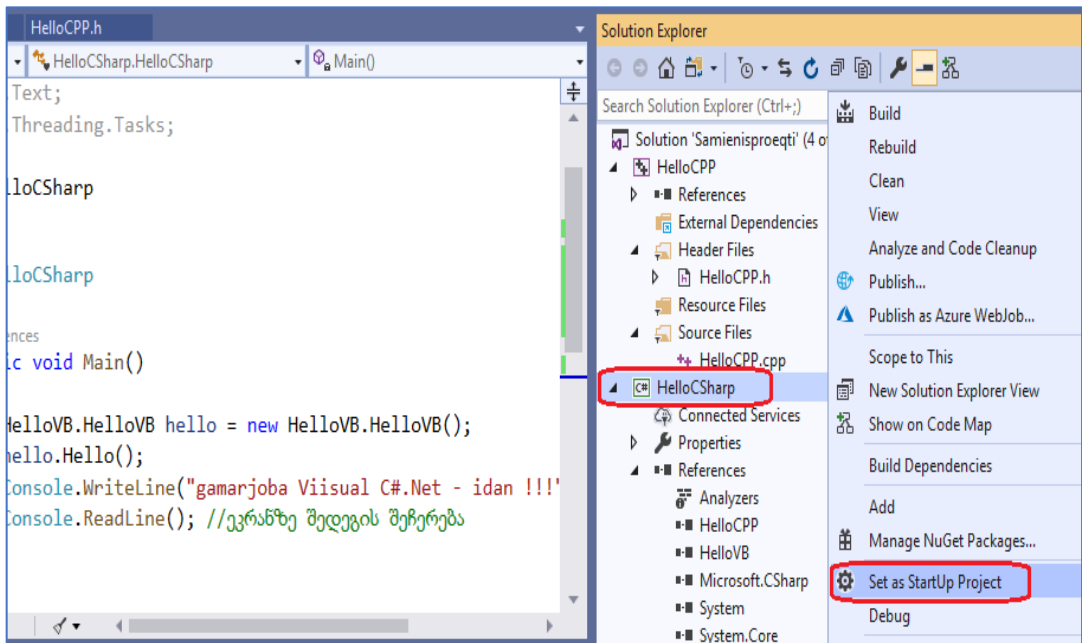 HelloCPP.h
HelloCSharp.HelloCSharp
Main()
.Text;
.Threading.Tasks;
lloCSharp
lloCSharp
ences
ic void Main()
HelloVB.HelloVB hello = new HelloVB.HelloVB();
hello.Hello();
Console.WriteLine("gamarjoba Viisual C#.Net - idan !!!"
Console.ReadLine(); //ეკრანზე შედეგის შეჩერება
Solution Explorer
Search Solution Explorer (Ctrl+;)
Solution 'Samienisproeqti' (4 o
HelloCPP
References
External Dependencies
Header Files
HelloCPP.h
Resource Files
Source Files
HelloCPP.cpp
C# HelloCSharp
Connected Services
Properties
References
Analyzers
HelloCPP
HelloVB
Microsoft.CSharp
System
System.Core
Build
Rebuild
Clean
View
Analyze and Code Cleanup
Publish...
Publish as Azure WebJob...
Scope to This
New Solution Explorer View
Show on Code Map
Build Dependencies
Add
Manage NuGet Packages...
Set as StartUp Project
Debug